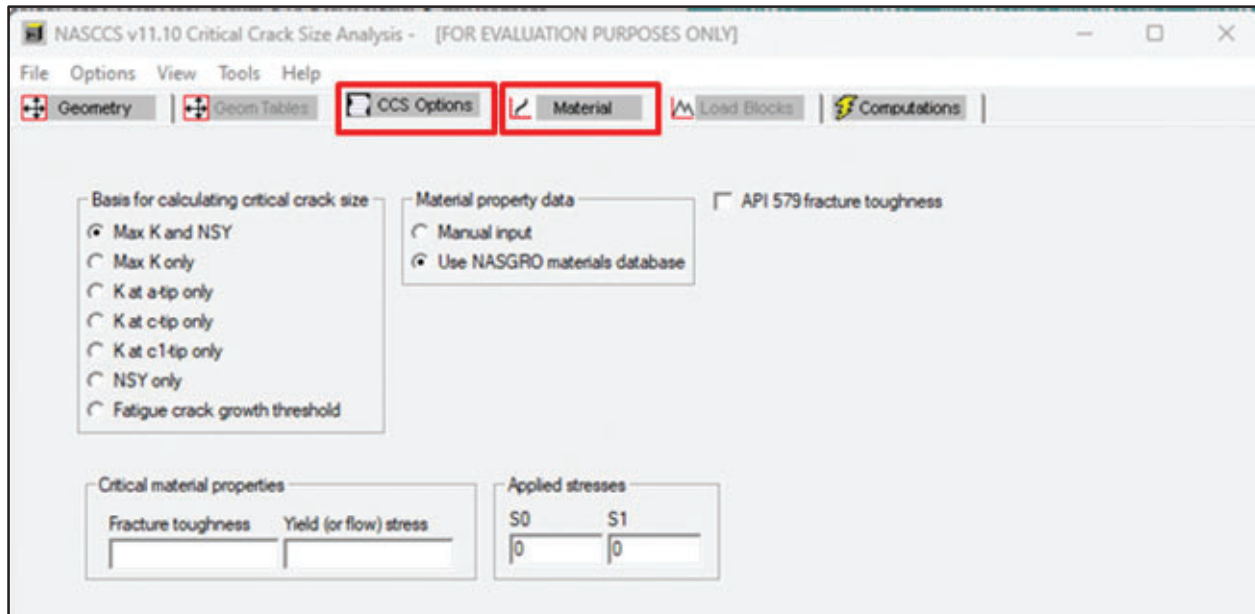 NASCCS v11.10 Critical Crack Size Analysis - [FOR EVALUATION PURPOSES ONLY]
File Options View Tools Help
Geometry Geom Tables CCS Options Material Load Blocks Computations
Basis for calculating critical crack size Material property data API 579 fracture toughness
Max K and NSY Manual input
Max K only Use NASGRO materials database
K at a-tip only
K at c-tip only
K at c1-tip only
NSY only
Fatigue crack growth threshold
Critical material properties Applied stresses
Fracture toughness Yield (or flow) stress S0 S1
0 0